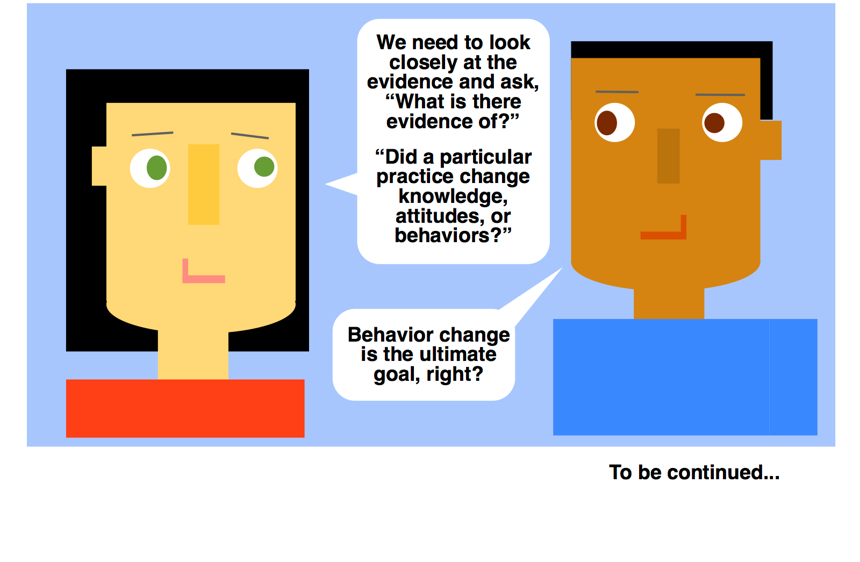 We need to look
closely at the
evidence and ask,
“What is there
evidence of?”
“Did a particular
practice change
knowledge,
attitudes, or
behaviors?”
Behavior change
is the ultimate
goal, right?
To be continued...